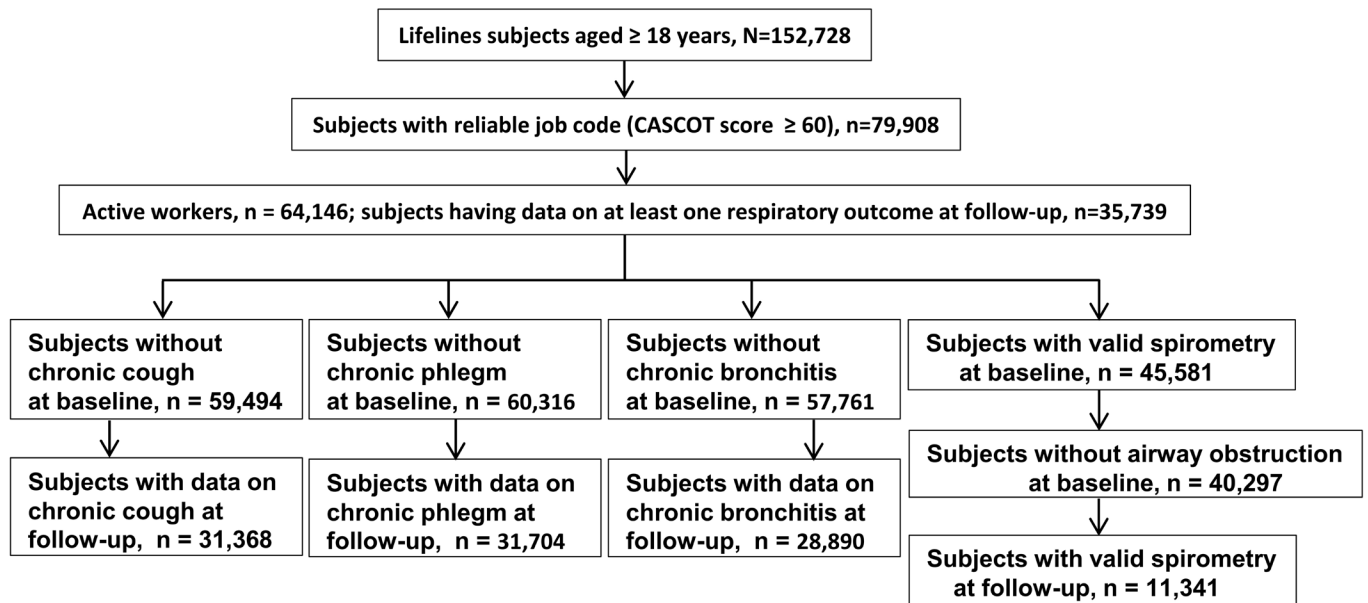 Lifelines subjects aged ≥ 18 years, N=152,728
Subjects with reliable job code (CASCOT score ≥ 60), n=79,908
Active workers, n = 64,146; subjects having data on at least one respiratory outcome at follow-up, n=35,739
Subjects without
chronic cough
at baseline, n = 59,494
Subjects without
chronic phlegm
at baseline, n = 60,316
Subjects without
chronic bronchitis
at baseline, n = 57,761
Subjects with valid spirometry
at baseline, n = 45,581
Subjects with data on
chronic cough at
follow-up, n = 31,368
Subjects with data on
chronic phlegm at
follow-up, n = 31,704
Subjects with data on
chronic bronchitis at
follow-up, n = 28,890
Subjects without airway obstruction
at baseline, n = 40,297
Subjects with valid spirometry
at follow-up, n = 11,341